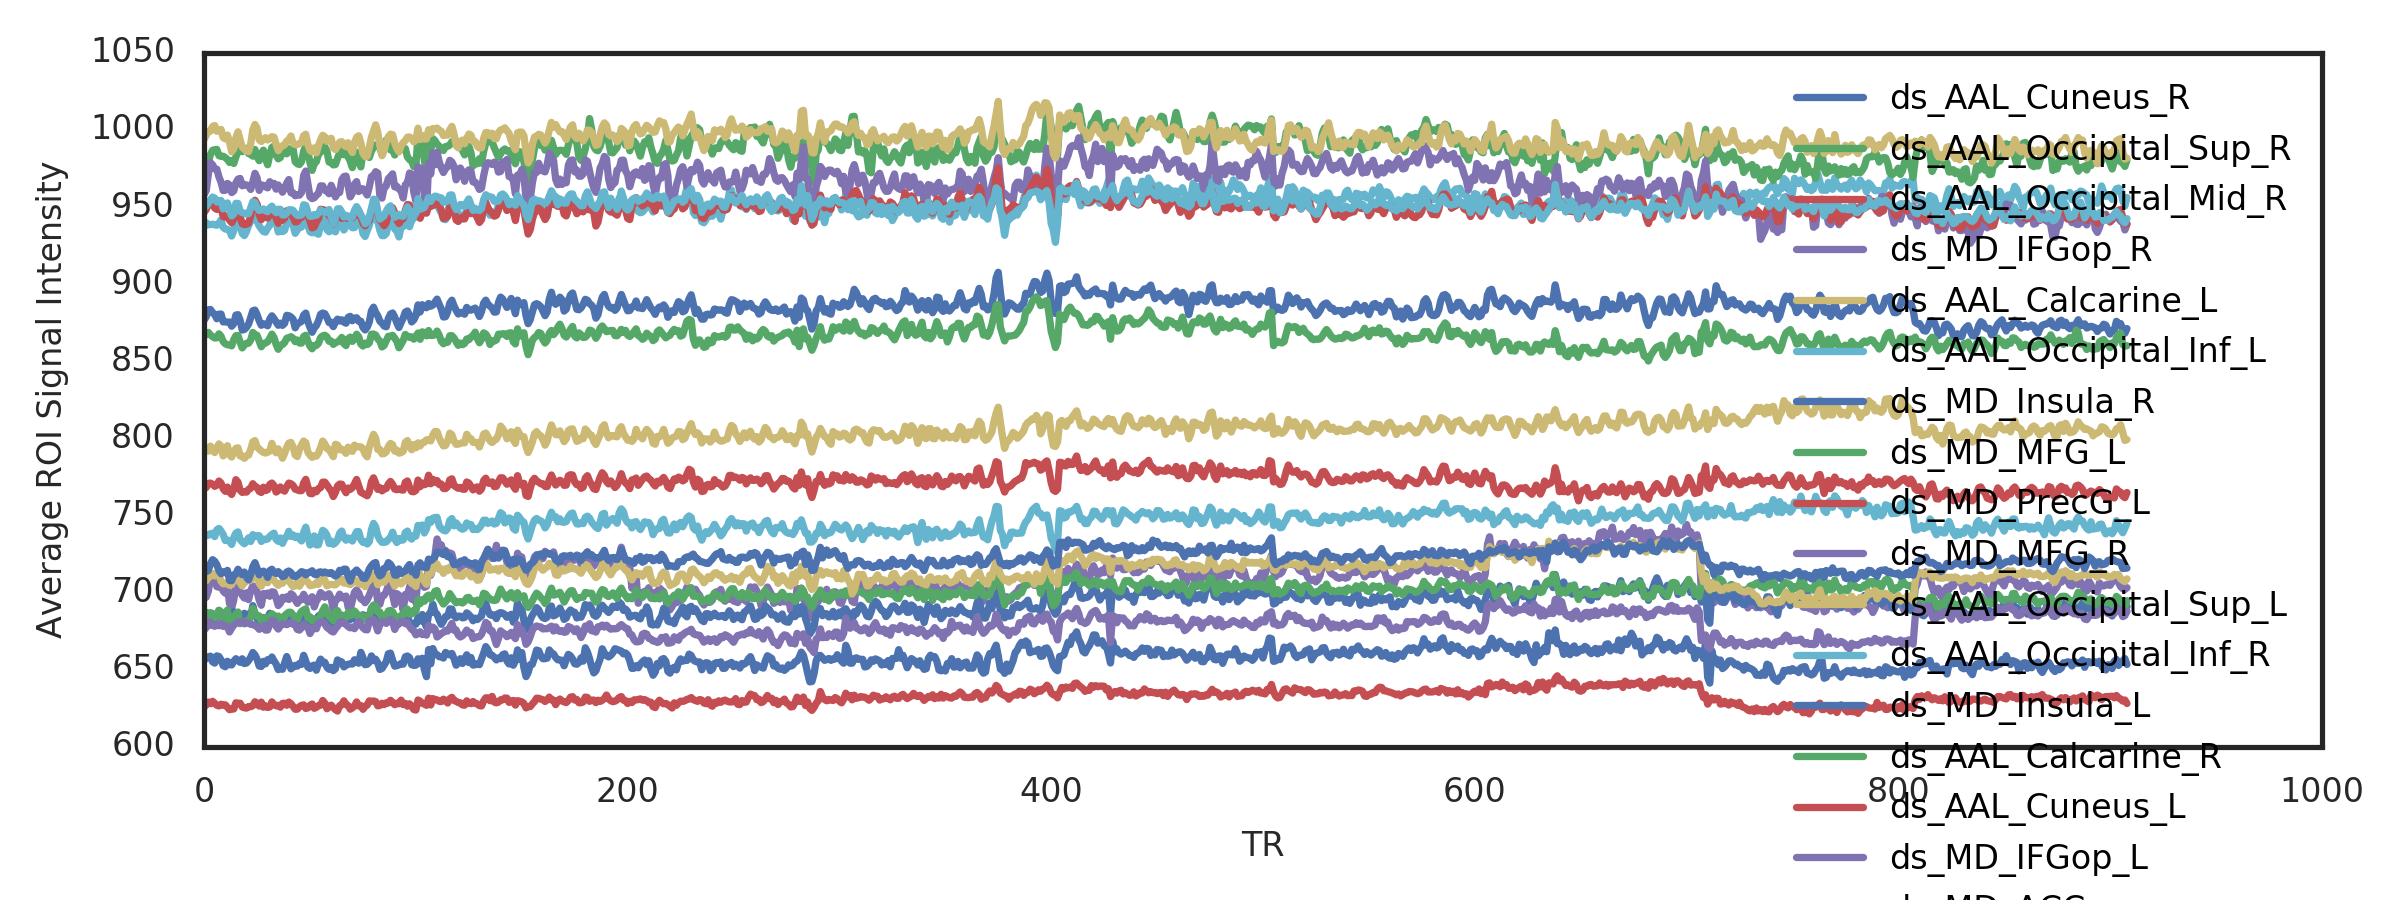 Average ROI Signal Intensity
1050
1000
950
900
850
800
750
700
650
600
0
200
400
600
800
1000
TR
ds_AAL_Cuneus_R
ds_AAL_Occipital_Sup_R
ds_AAL_Occipital_Mid_R
ds_MD_IFGop_R
ds_AAL_Calcarine_L
ds_AAL_Occipital_Inf_L
ds_MD_Insula_R
ds_MD_MFG_L
ds_MD_PrecG_L
ds_MD_MFG_R
ds_AAL_Occipital_Sup_L
ds_AAL_Occipital_Inf_R
ds_MD_Insula_L
ds_AAL_Calcarine_R
ds_AAL_Cuneus_L
ds_MD_IFGop_L